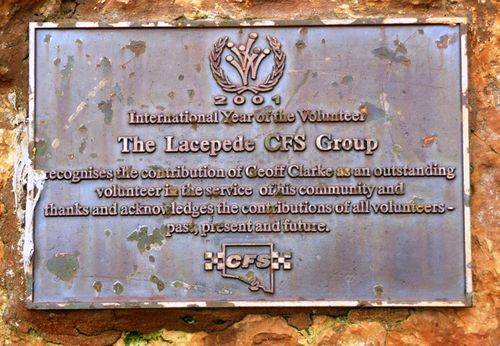 2001
International Year of the Volunteer
The Lacepede CFS Group
recognises the contribution of Geoff Clarke as an outstanding
volunteer in the service of his community and
thanks and acknowledges the contributions of all volunteers -
past, present and future.
CFS